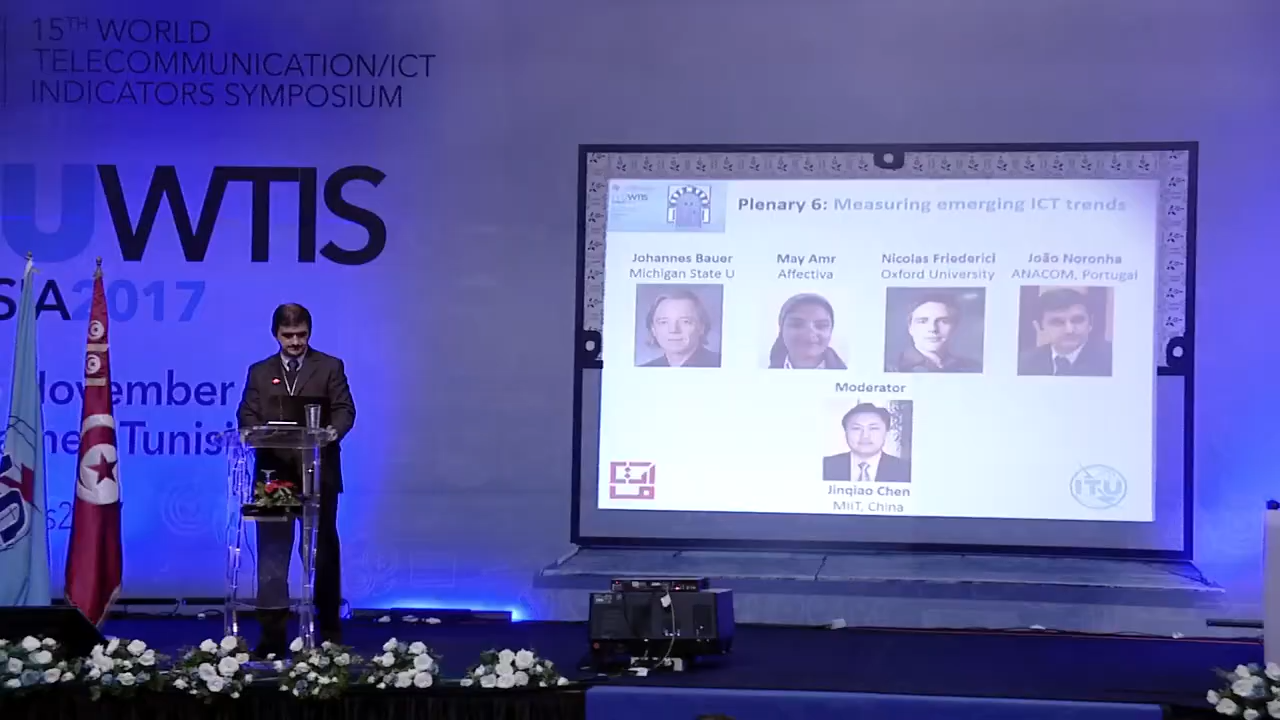 15TH WORLD
TELECOMMUNICATION/ICT
INDICATORS SYMPOSIUM
UWTIS
2017
November
Tunisi
Plenary 6: Measuring emerging ICT trends
Johannes Bauer
Michigan State U
May Amr
Affectiva
Nicolas Friederici
Oxford University
João Noronha
ANACOM, Portugal
Moderator
Jinqiao Chen
MIIT, China
ITU